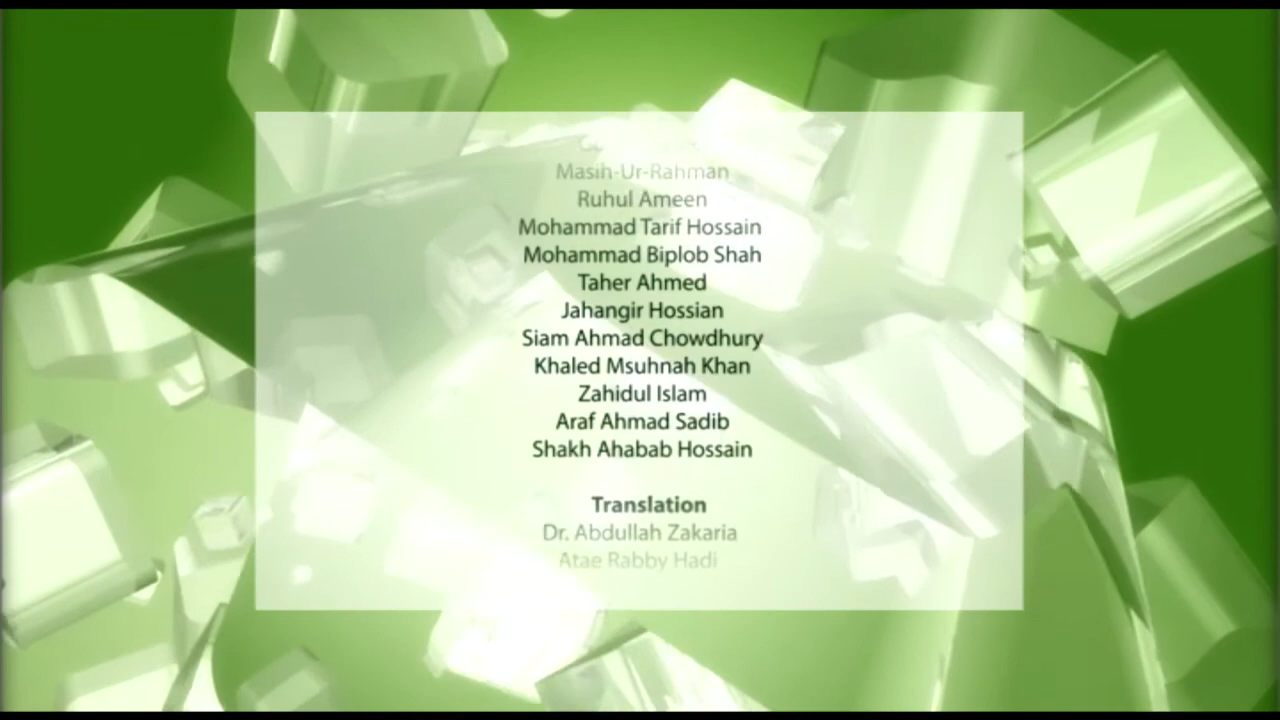 Masih-Ur-Rahman
Ruhul Ameen
Mohammad Tarif Hossain
Mohammad Biplob Shah
Taher Ahmed
Jahangir Hossian
Siam Ahmad Chowdhury
Khaled Msuhnah Khan
Zahidul Islam
Araf Ahmad Sadib
Shakh Ahabab Hossain
Translation
Dr. Abdullah Zakaria
Atae Rabby Hadi